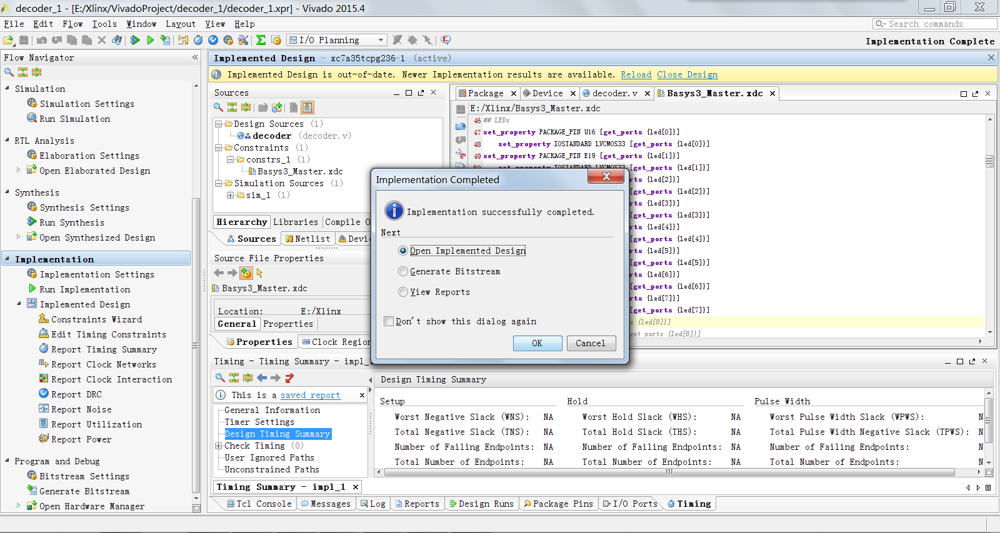 decoder_1 - [E:/Xlinx/VivadoProject/decoder_1/decoder_1.xpr] - Vivado 2015.4
File Edit Flow Tools Window Layout View Help
Search commands
I/O Planning
Implementation Complete
Flow Navigator
Simulation
Simulation Settings
Run Simulation
RTL Analysis
Elaboration Settings
Open Elaborated Design
Synthesis
Synthesis Settings
Run Synthesis
Open Synthesized Design
Implementation
Implementation Settings
Run Implementation
Implemented Design
Constraints Wizard
Edit Timing Constraints
Report Timing Summary
Report Clock Networks
Report Clock Interaction
Report DRC
Report Noise
Report Utilization
Report Power
Program and Debug
Bitstream Settings
Generate Bitstream
Open Hardware Manager
Implemented Design - xc7a35tcpg236-1 (active)
Implemented Design is out-of-date. Newer Implementation results are available. Reload Close Design
Sources
Design Sources (1)
decoder (decoder.v)
Constraints (1)
constrs_1 (1)
Basys3_Master.xdc
Simulation Sources (1)
sim_1 (1)
Hierarchy Libraries Compile O
Sources Netlist Devi
Source File Properties
Basys3_Master.xdc
Location: E:/Xlinx
General Properties
Properties Clock Region
Package Device decoder.v Basys3_Master.xdc
E:/Xlinx/Basys3_Master.xdc
46 ## LEDs
47 set_property PACKAGE_PIN U16 [get_ports {led[0]}]
48 set_property IOSTANDARD LVCMOS33 [get_ports {led[0]}]
49 set_property PACKAGE_PIN E19 [get_ports {led[1]}]
50 set_property IOSTANDARD LVCMOS33 [get_ports {led[1]}]
rts {led[2]}]
[get_ports {led[2]}]
rts {led[3]}]
[get_ports {led[3]}]
rts {led[4]}]
[get_ports {led[4]}]
rts {led[5]}]
[get_ports {led[5]}]
rts {led[6]}]
[get_ports {led[6]}]
rts {led[7]}]
[get_ports {led[7]}]
s {led[8]}]
get_ports {led[8]}]
Implementation Completed
Implementation successfully completed.
Next
Open Implemented Design
Generate Bitstream
View Reports
Don't show this dialog again
OK Cancel
Timing - Timing Summary - impl_1
This is a saved report
General Information
Timer Settings
Design Timing Summary
Check Timing (0)
User Ignored Paths
Unconstrained Paths
Design Timing Summary
Setup Hold Pulse Width
Worst Negative Slack (WNS): NA Worst Hold Slack (WHS): NA Worst Pulse Width Slack (WPWS): N
Total Negative Slack (TNS): NA Total Hold Slack (THS): NA Total Pulse Width Negative Slack (TPWS): N
Number of Failing Endpoints: NA Number of Failing Endpoints: NA Number of Failing Endpoints: N
Total Number of Endpoints: NA Total Number of Endpoints: NA Total Number of Endpoints: N
Timing Summary - impl_1
Tcl Console Messages Log Reports Design Runs Package Pins I/O Ports Timing